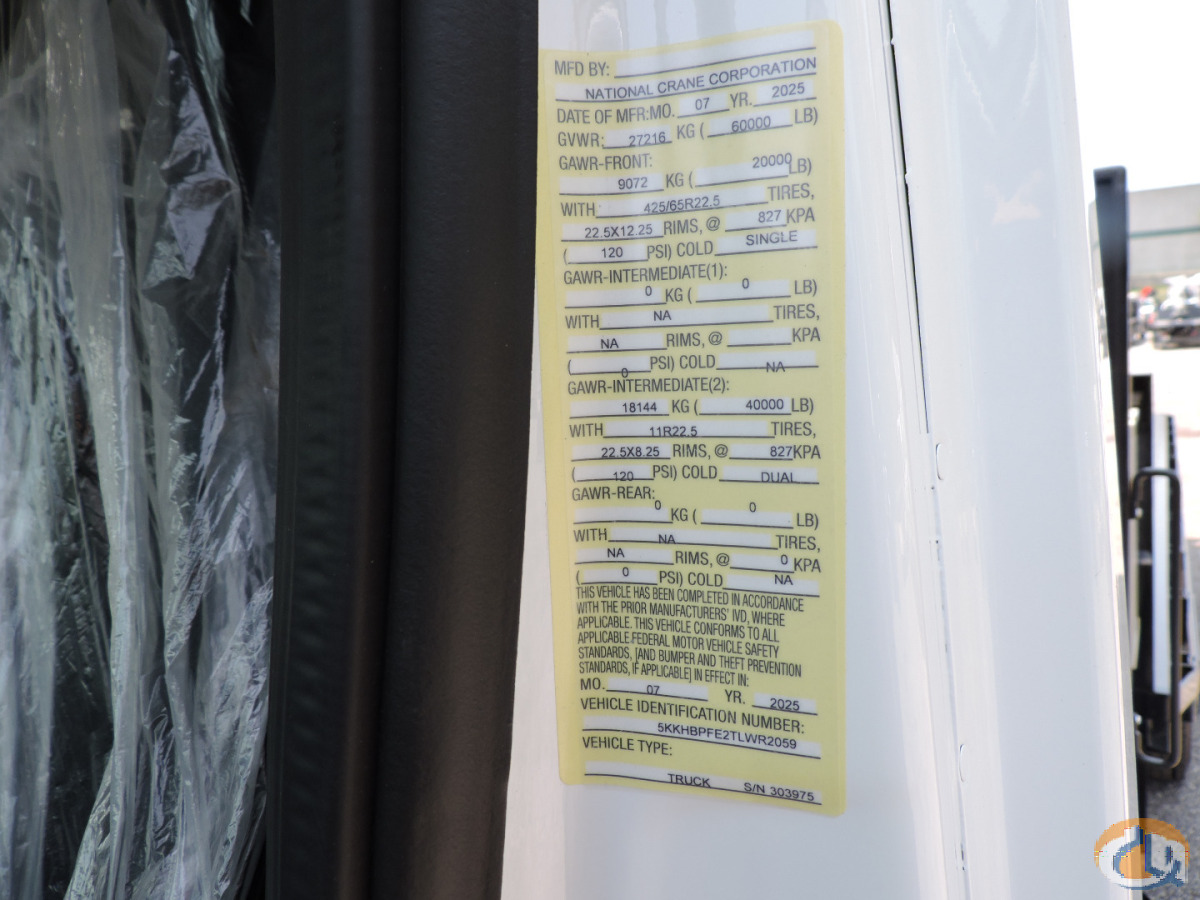 MFD BY:
NATIONAL CRANE CORPORATION
DATE OF MFR:MO. 07 YR. 2025
GVWR: 27216 KG ( 60000 LB)
GAWR-FRONT:
9072 KG ( 20000 LB)
WITH 425/65R22.5 TIRES,
22.5X12.25 RIMS, @ 827 KPA
( 120 PSI) COLD SINGLE
GAWR-INTERMEDIATE(1):
0 KG ( 0 LB)
WITH NA TIRES,
NA RIMS, @ KPA
( 0 PSI) COLD NA
GAWR-INTERMEDIATE(2):
18144 KG ( 40000 LB)
WITH 11R22.5 TIRES,
22.5X8.25 RIMS, @ 827 KPA
( 120 PSI) COLD DUAL
GAWR-REAR:
0 KG ( 0 LB)
WITH NA TIRES,
NA RIMS, @ 0 KPA
( 0 PSI) COLD NA
THIS VEHICLE HAS BEEN COMPLETED IN ACCORDANCE
WITH THE PRIOR MANUFACTURERS' IVD, WHERE
APPLICABLE. THIS VEHICLE CONFORMS TO ALL
APPLICABLE FEDERAL MOTOR VEHICLE SAFETY
STANDARDS, [AND BUMPER AND THEFT PREVENTION
STANDARDS, IF APPLICABLE] IN EFFECT IN:
MO. 07 YR. 2025
VEHICLE IDENTIFICATION NUMBER:
5KKHBPFE2TLWR2059
VEHICLE TYPE:
TRUCK S/N 303975